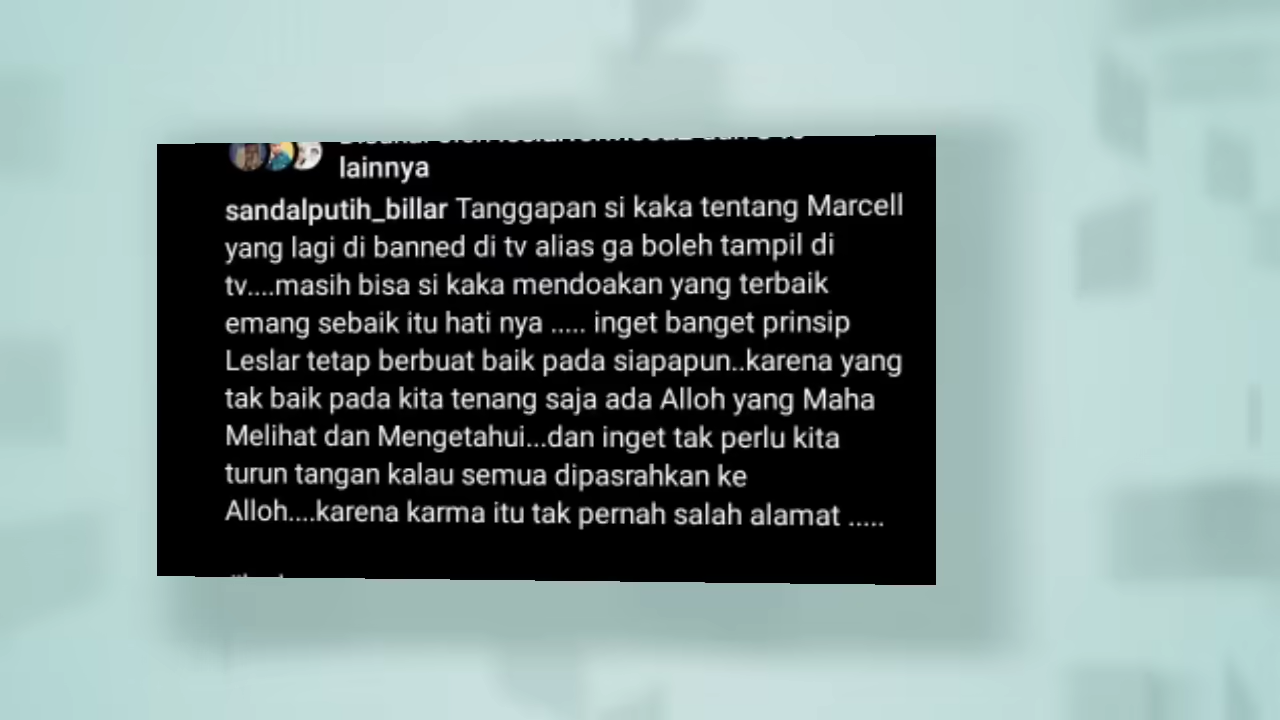 lainnya
sandalputih_billar Tanggapan si kaka tentang Marcell
yang lagi di banned di tv alias ga boleh tampil di
tv....masih bisa si kaka mendoakan yang terbaik
emang sebaik itu hati nya ..... inget banget prinsip
Leslar tetap berbuat baik pada siapapun..karena yang
tak baik pada kita tenang saja ada Alloh yang Maha
Melihat dan Mengetahui...dan inget tak perlu kita
turun tangan kalau semua dipasrahkan ke
Alloh....karena karma itu tak pernah salah alamat .....